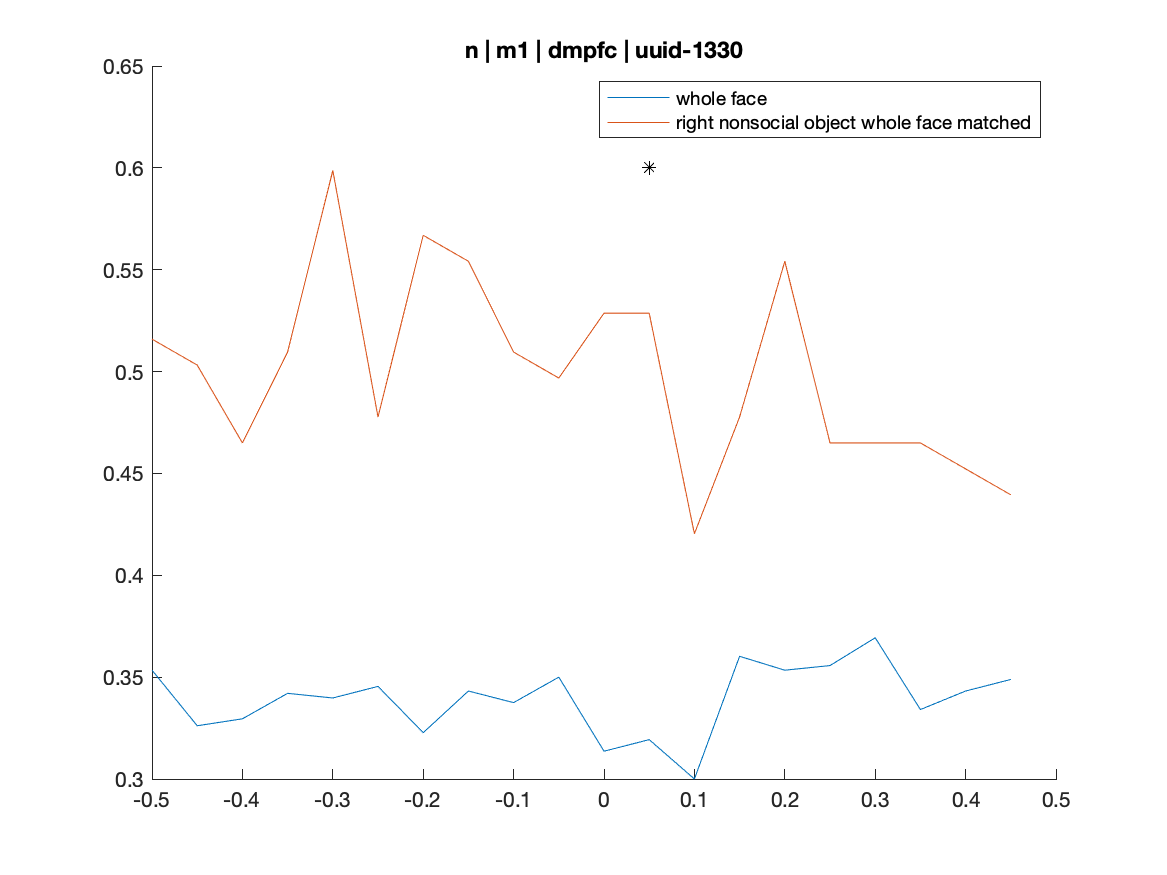 n | m1 | dmpfc | uuid-1330
0.65
whole face
right nonsocial object whole face matched
0.6
0.55
0.5
0.45
0.4
0.35
0.3
-0.5 -0.4 -0.3 -0.2 -0.1 0 0.1 0.2 0.3 0.4 0.5